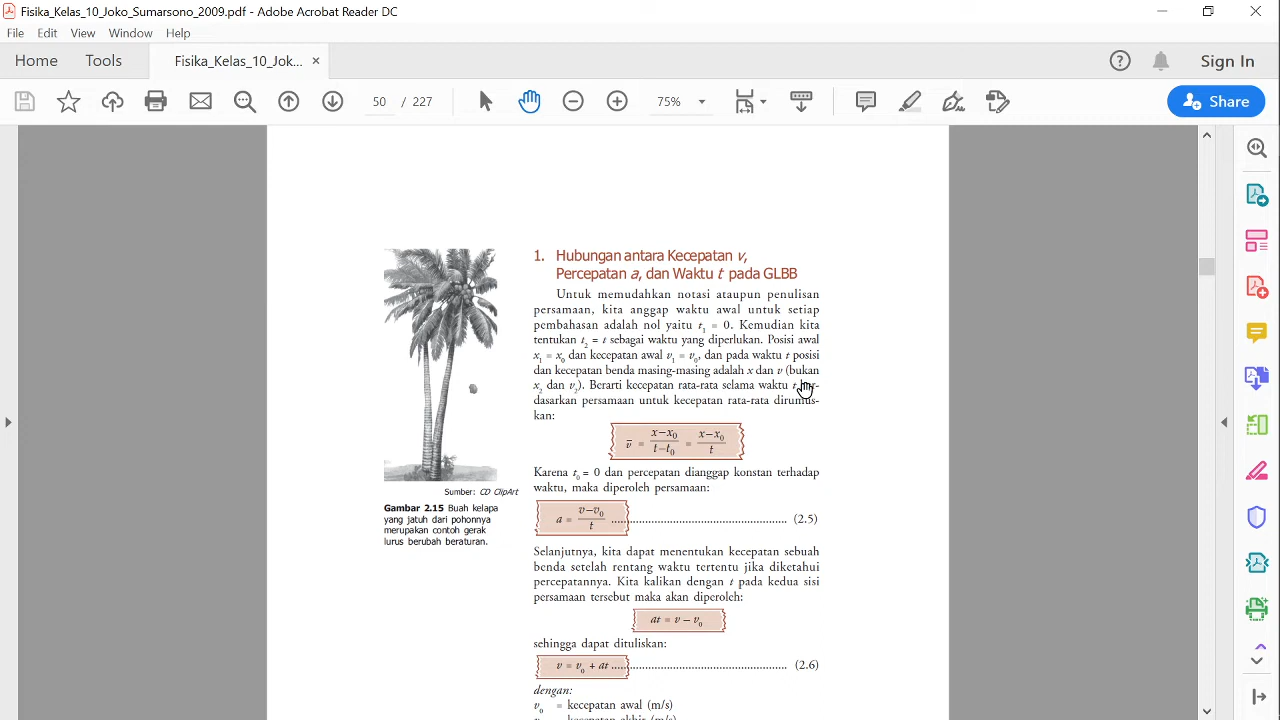 Fisika_Kelas_10_Joko_Sumarsono_2009.pdf - Adobe Acrobat Reader DC
File Edit View Window Help
Home Tools Fisika_Kelas_10_Jok... × Sign In
50 / 227 75% Share
1. Hubungan antara Kecepatan v,
Percepatan a, dan Waktu t pada GLBB
Untuk memudahkan notasi ataupun penulisan
persamaan, kita anggap waktu awal untuk setiap
pembahasan adalah nol yaitu t₁ = 0. Kemudian kita
tentukan t₂ = t sebagai waktu yang diperlukan. Posisi awal
x₁ = x₀ dan kecepatan awal v₁ = v₀, dan pada waktu t posisi
dan kecepatan benda masing-masing adalah x dan v (bukan
x₂ dan v₂). Berarti kecepatan rata-rata selama waktu t
dasarkan persamaan untuk kecepatan rata-rata dirumus-
kan:
v̄ = x–x₀ / t–t₀ = x–x₀ / t
Karena t₀ = 0 dan percepatan dianggap konstan terhadap
waktu, maka diperoleh persamaan:
a = v–v₀ / t ................................................ (2.5)
Selanjutnya, kita dapat menentukan kecepatan sebuah
benda setelah rentang waktu tertentu jika diketahui
percepatannya. Kita kalikan dengan t pada kedua sisi
persamaan tersebut maka akan diperoleh:
at = v – v₀
sehingga dapat dituliskan:
v = v₀ + at ................................................ (2.6)
dengan:
v₀ = kecepatan awal (m/s)
Sumber: CD ClipArt
Gambar 2.15 Buah kelapa
yang jatuh dari pohonnya
merupakan contoh gerak
lurus berubah beraturan.